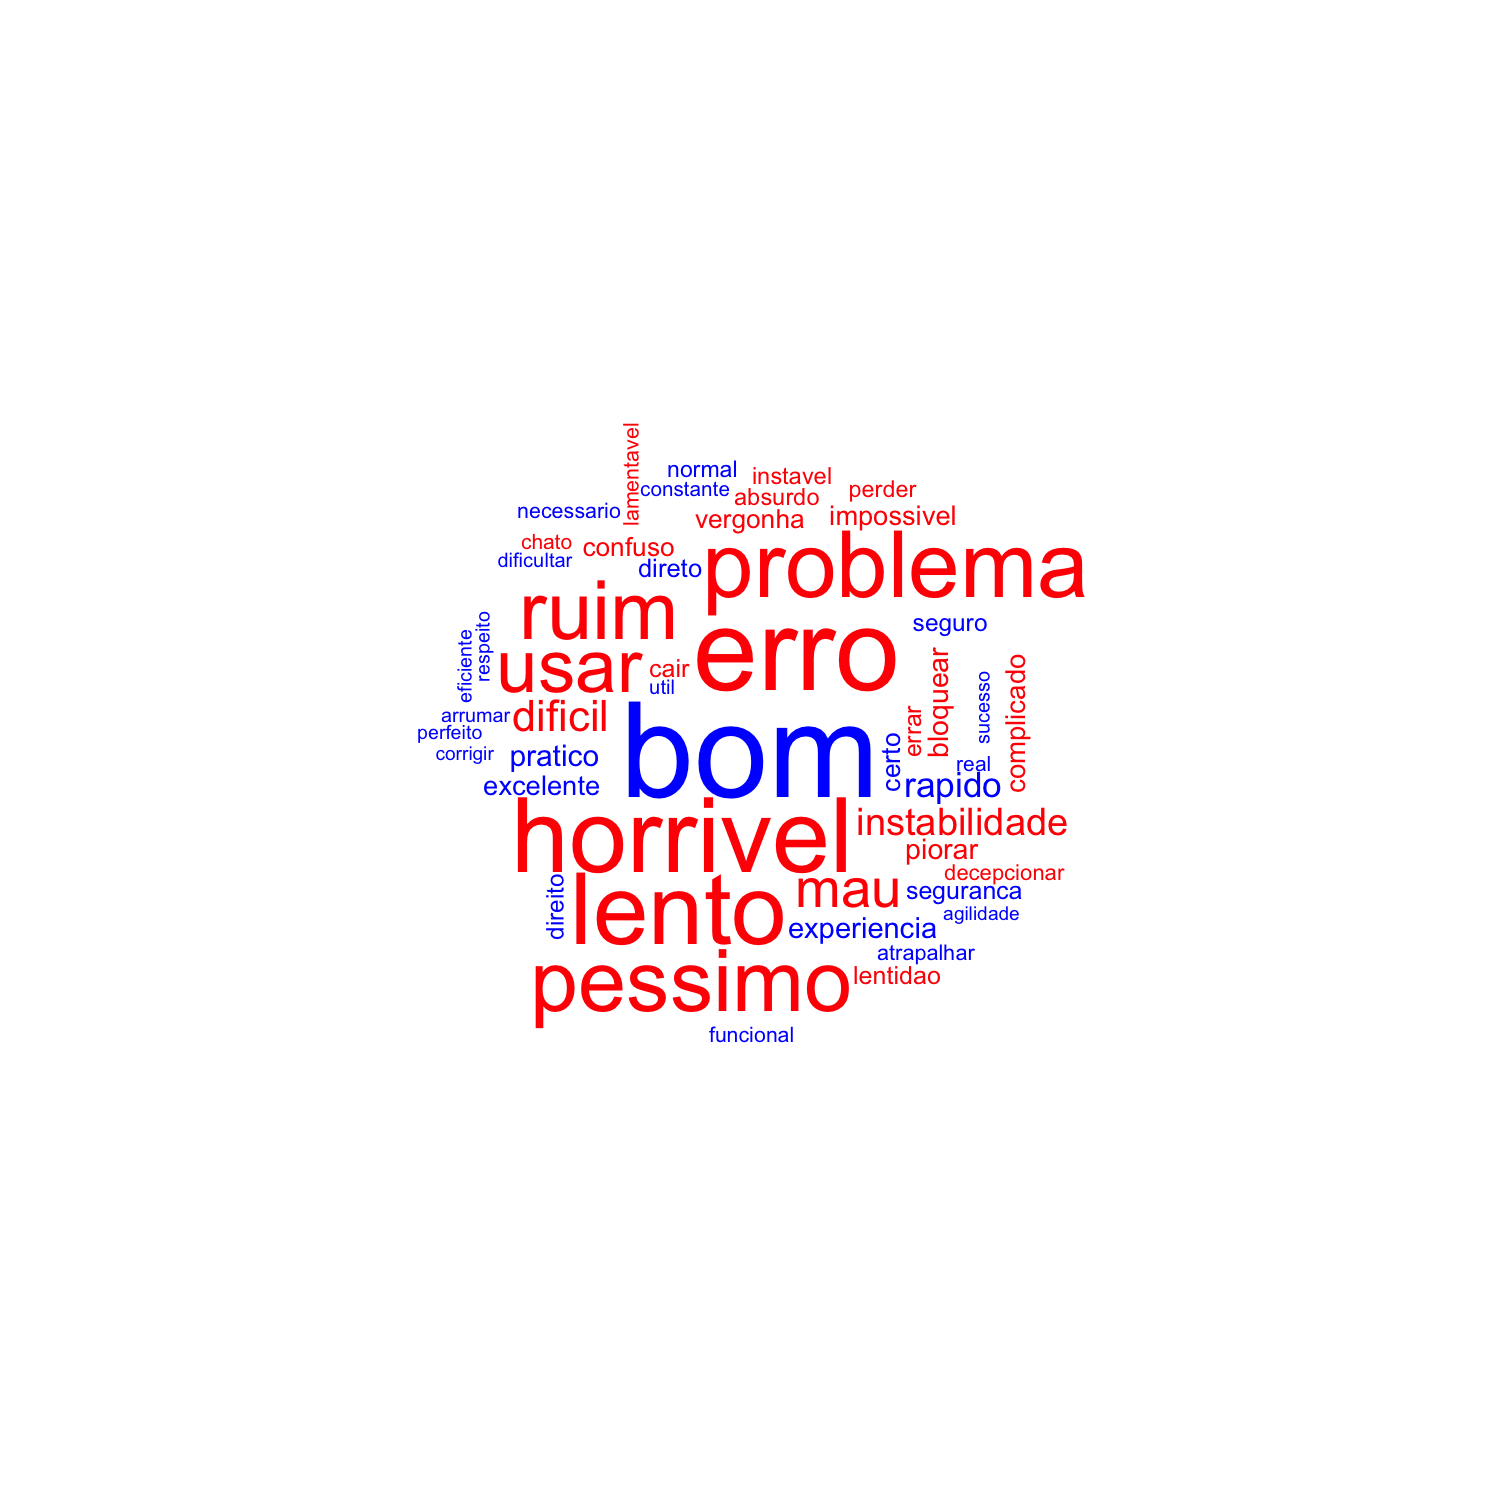 lamentavel
normal
instavel
constante
absurdo
perder
necessario
vergonha
impossivel
chato
confuso
dificultar
direto
problema
ruim
seguro
erro
usar
cair
util
eficiente
respeito
bloquear
sucesso
complicado
arrumar
dificil
errar
perfeito
corrigir
pratico
bom
certo
real
excelente
rapido
horrivel
instabilidade
piorar
decepcionar
direito
lento
mau
seguranca
agilidade
experiencia
atrapalhar
pessimo
lentidao
funcional